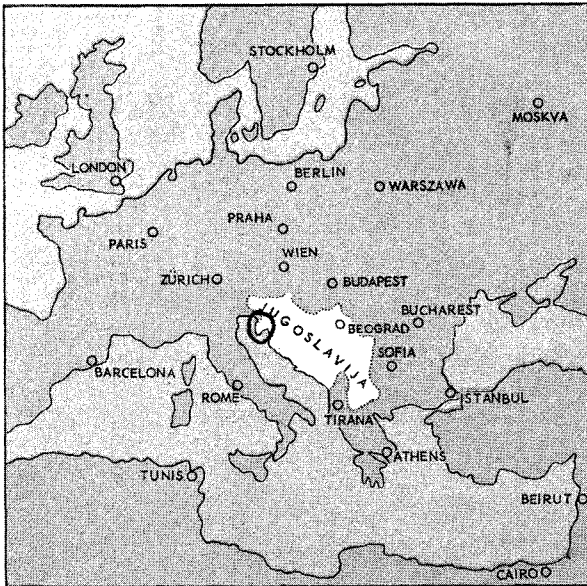 STOCKHOLM
MOSKVA
LONDON
BERLIN
WARSZAWA
PARIS
PRAHA
WIEN
ZÜRICH
BUDAPEST
JUGOSLAVIJA
BEOGRAD
BUCHAREST
SOFIA
BARCELONA
ROME
TIRANA
ISTANBUL
ATHENS
TUNIS
BEIRUT
CAIRO